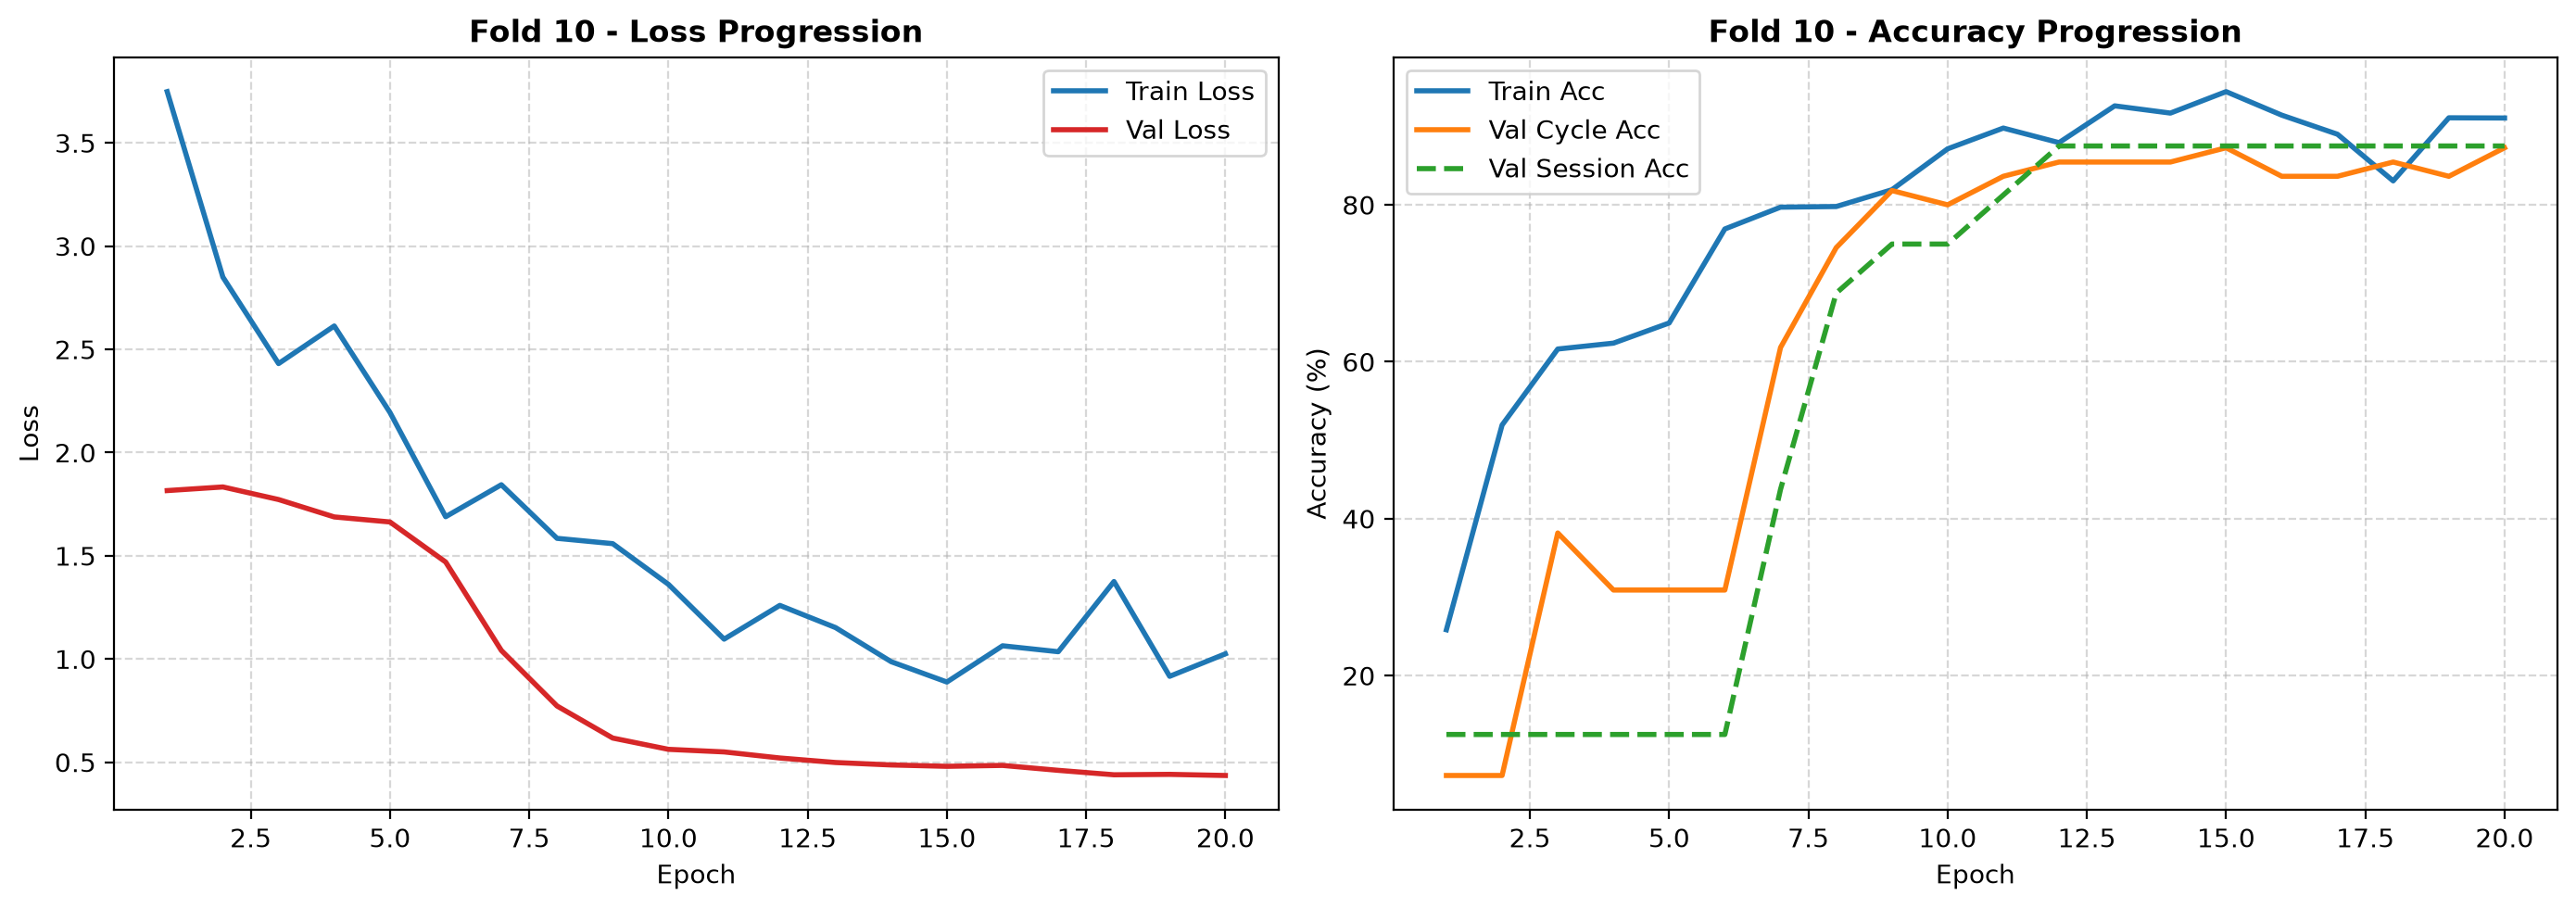 Fold 10 - Loss Progression
Train Loss
Val Loss
3.5
3.0
2.5
2.0
1.5
1.0
0.5
Loss
2.5 5.0 7.5 10.0 12.5 15.0 17.5 20.0
Epoch
Fold 10 - Accuracy Progression
Train Acc
Val Cycle Acc
Val Session Acc
80
60
40
20
Accuracy (%)
2.5 5.0 7.5 10.0 12.5 15.0 17.5 20.0
Epoch